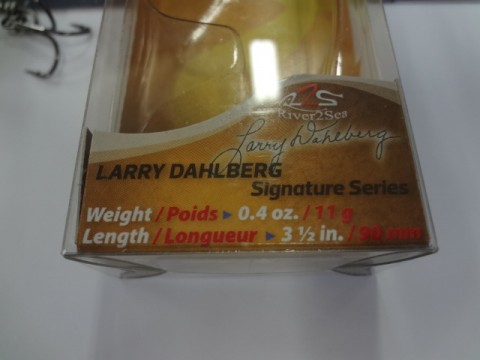 River2Sea
Larry Dahlberg
LARRY DAHLBERG
Signature Series
Weight / Poids ▸ 0.4 oz. / 11 g
Length / Longueur ▸ 3 ½ in. / 90 mm